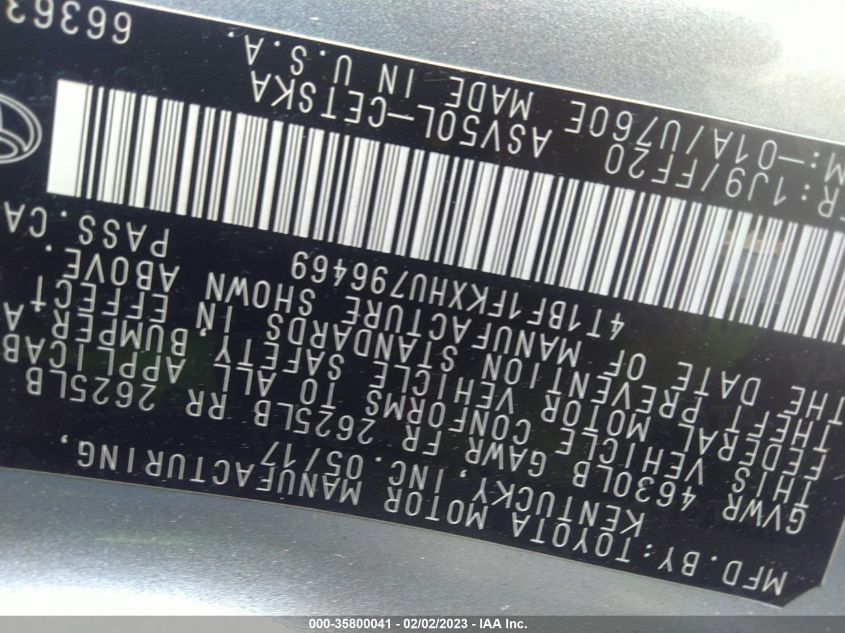 MFD.BY:TOYOTA MOTOR MANUFACTURING,
KENTUCKY, INC. 05/17
GVWR 4630LB GAWR FR 2625LB RR 2625LB
THIS VEHICLE CONFORMS TO ALL APPLICAB
FEDERAL MOTOR VEHICLE SAFETY BUMPER, A
THEFT PREVENTION STANDARDS IN EFFECT
THE DATE OF MANUFACTURE SHOWN ABOVE.
4T1BF1FKXHU796469 PASS.CA
TR:1J9/FF20 ASV50L-CETSKA
M:-01A/U760E MADE IN U.S.A.
66363
000-35800041 - 02/02/2023 - IAA Inc.